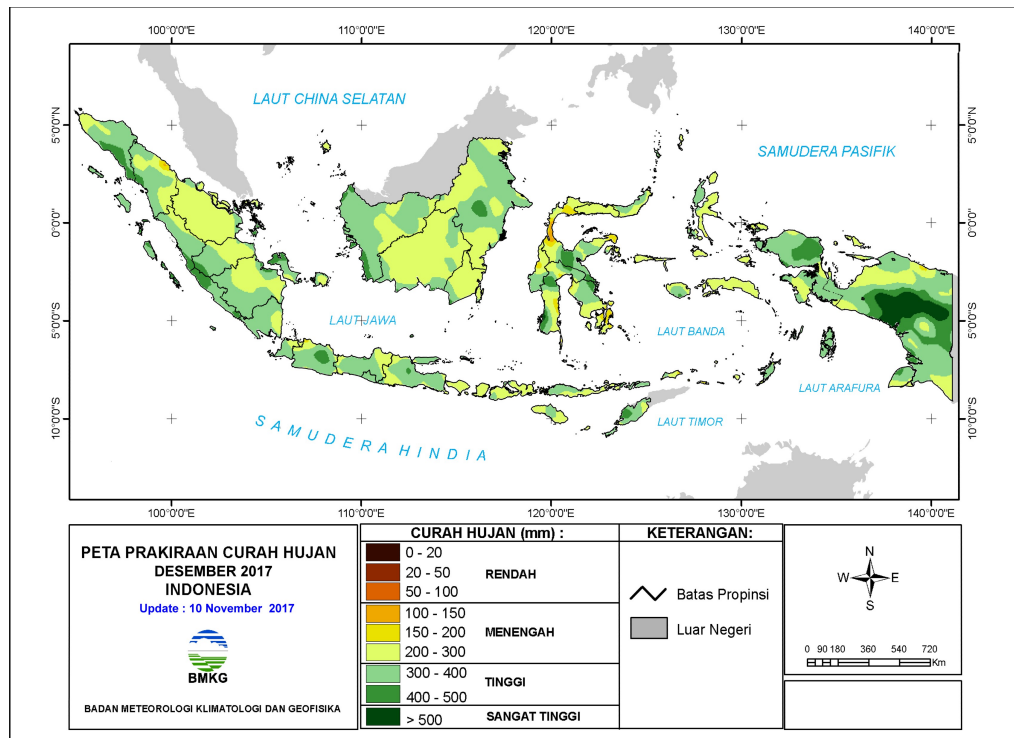 100°0'0"E 110°0'0"E 120°0'0"E 130°0'0"E 140°0'0"E
LAUT CHINA SELATAN
5°0'0"N 5°0'0"N
SAMUDERA PASIFIK
0°0'0" 0°0'0"
LAUT JAWA
LAUT BANDA
5°0'0"S 5°0'0"S
LAUT ARAFURA
LAUT TIMOR
10°0'0"S 10°0'0"S
SAMUDERA HINDIA
100°0'0"E 110°0'0"E 120°0'0"E 130°0'0"E 140°0'0"E
PETA PRAKIRAAN CURAH HUJAN
DESEMBER 2017
INDONESIA
Update : 10 November 2017
BMKG
BADAN METEOROLOGI KLIMATOLOGI DAN GEOFISIKA
CURAH HUJAN (mm) :
0 - 20
20 - 50
RENDAH
50 - 100
100 - 150
150 - 200
MENENGAH
200 - 300
300 - 400
TINGGI
400 - 500
> 500
SANGAT TINGGI
KETERANGAN:
Batas Propinsi
Luar Negeri
N
W E
S
0 90 180 360 540 720
Km